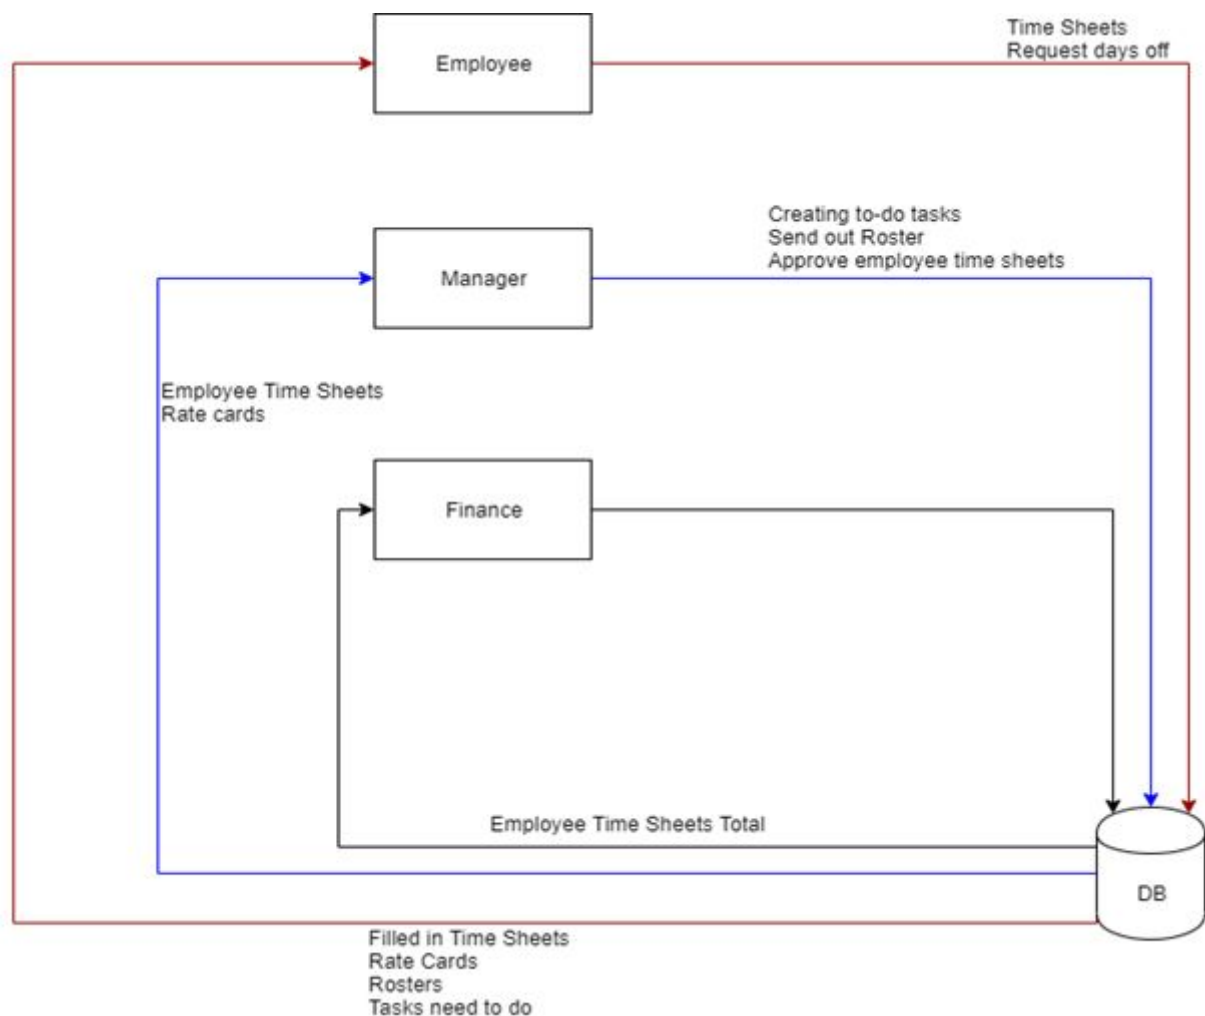 Time Sheets
Request days off
Employee
Creating to-do tasks
Send out Roster
Approve employee time sheets
Manager
Employee Time Sheets
Rate cards
Finance
Employee Time Sheets Total
DB
Filled in Time Sheets
Rate Cards
Rosters
Tasks need to do